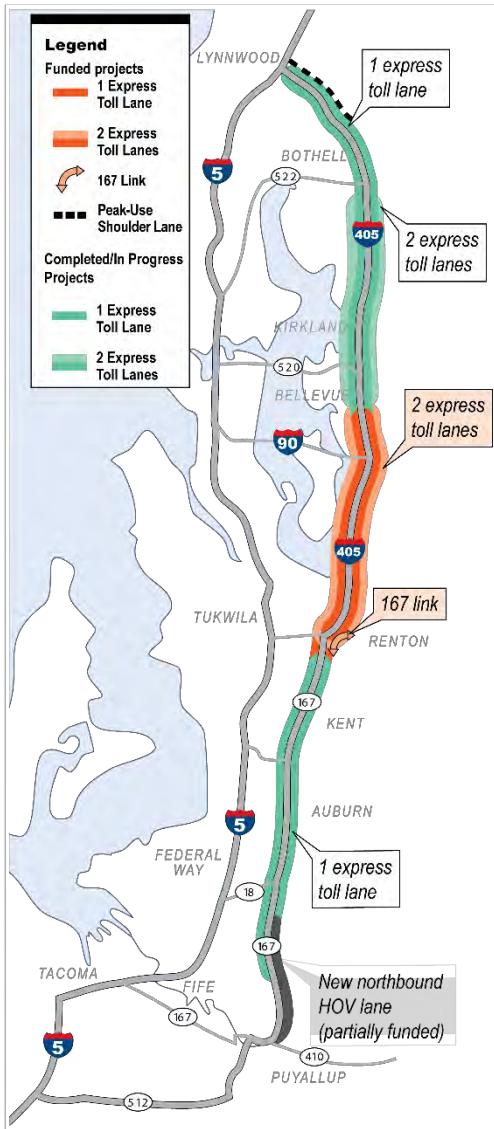 Legend
Funded projects
1 Express
Toll Lane
2 Express
Toll Lanes
167 Link
Peak-Use
Shoulder Lane
Completed/In Progress
Projects
1 Express
Toll Lane
2 Express
Toll Lanes
LYNNWOOD
1 express
toll lane
BOTHELL
5
522
405
2 express
toll lanes
KIRKLAND
520
BELLEVUE
2 express
toll lanes
90
405
167 link
TUKWILA
RENTON
167
KENT
AUBURN
5
FEDERAL
WAY
1 express
toll lane
18
167
New northbound
HOV lane
(partially funded)
TACOMA
FIFE
167
5
410
PUYALLUP
512